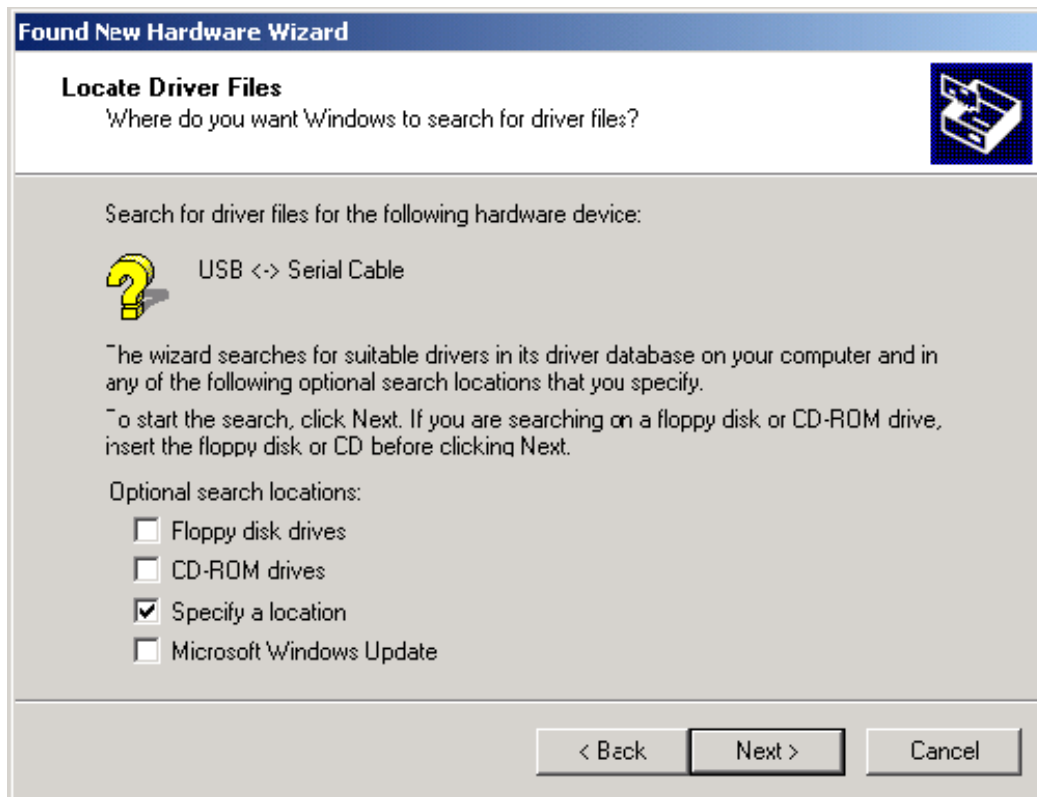 Found New Hardware Wizard
Locate Driver Files
Where do you want Windows to search for driver files?
Search for driver files for the following hardware device:
USB <-> Serial Cable
The wizard searches for suitable drivers in its driver database on your computer and in
any of the following optional search locations that you specify.
To start the search, click Next. If you are searching on a floppy disk or CD-ROM drive,
insert the floppy disk or CD before clicking Next.
Optional search locations:
Floppy disk drives
CD-ROM drives
Specify a location
Microsoft Windows Update
< Back Next > Cancel